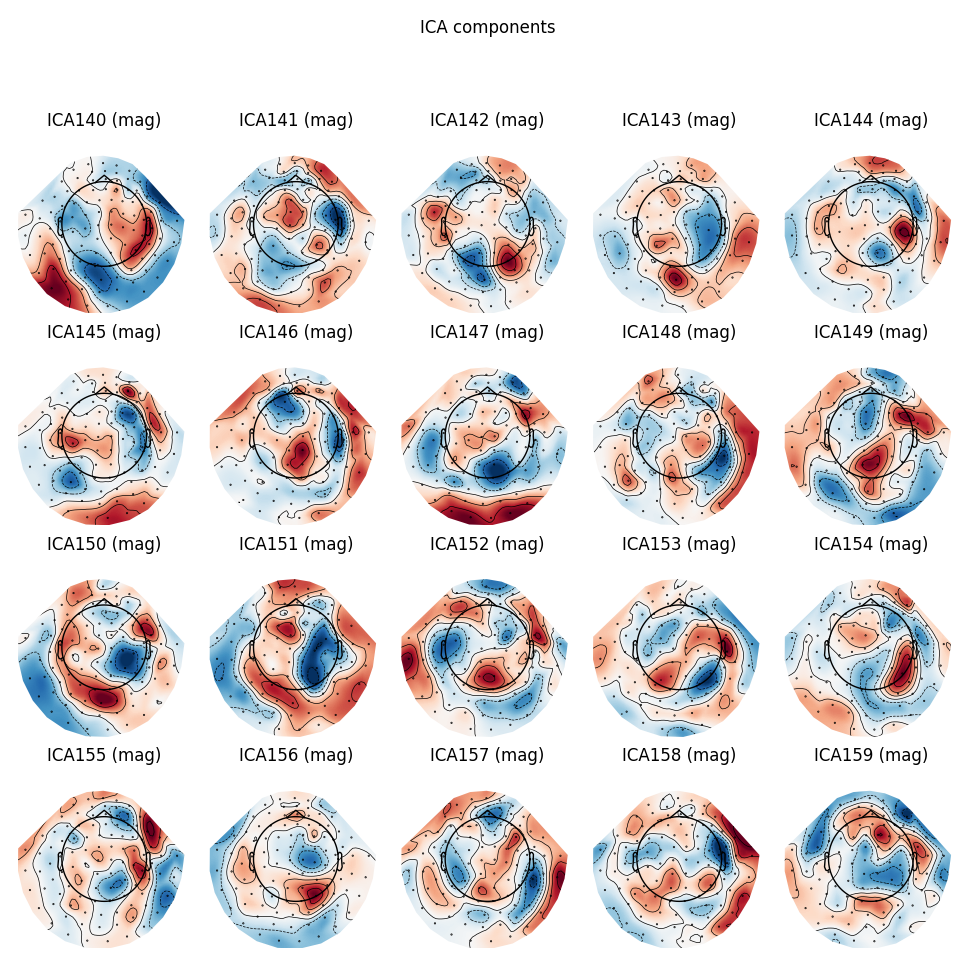 ICA components
ICA140 (mag) ICA141 (mag) ICA142 (mag) ICA143 (mag) ICA144 (mag)
ICA145 (mag) ICA146 (mag) ICA147 (mag) ICA148 (mag) ICA149 (mag)
ICA150 (mag) ICA151 (mag) ICA152 (mag) ICA153 (mag) ICA154 (mag)
ICA155 (mag) ICA156 (mag) ICA157 (mag) ICA158 (mag) ICA159 (mag)